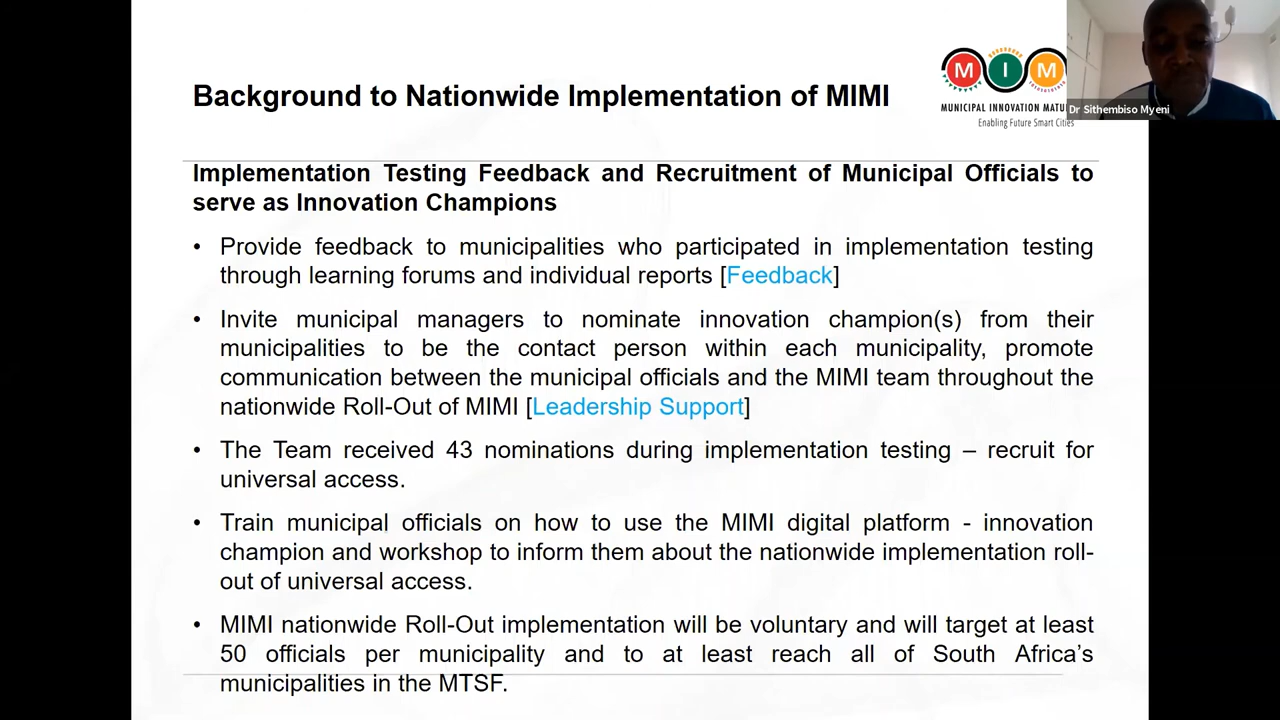 Background to Nationwide Implementation of MIMI
M I M
MUNICIPAL INNOVATION
Enabling Future Smart Cities
Dr Sithembiso Myeni
Implementation Testing Feedback and Recruitment of Municipal Officials to
serve as Innovation Champions
• Provide feedback to municipalities who participated in implementation testing
through learning forums and individual reports [Feedback]
• Invite municipal managers to nominate innovation champion(s) from their
municipalities to be the contact person within each municipality, promote
communication between the municipal officials and the MIMI team throughout the
nationwide Roll-Out of MIMI [Leadership Support]
• The Team received 43 nominations during implementation testing – recruit for
universal access.
• Train municipal officials on how to use the MIMI digital platform - innovation
champion and workshop to inform them about the nationwide implementation roll-
out of universal access.
• MIMI nationwide Roll-Out implementation will be voluntary and will target at least
50 officials per municipality and to at least reach all of South Africa’s
municipalities in the MTSF.